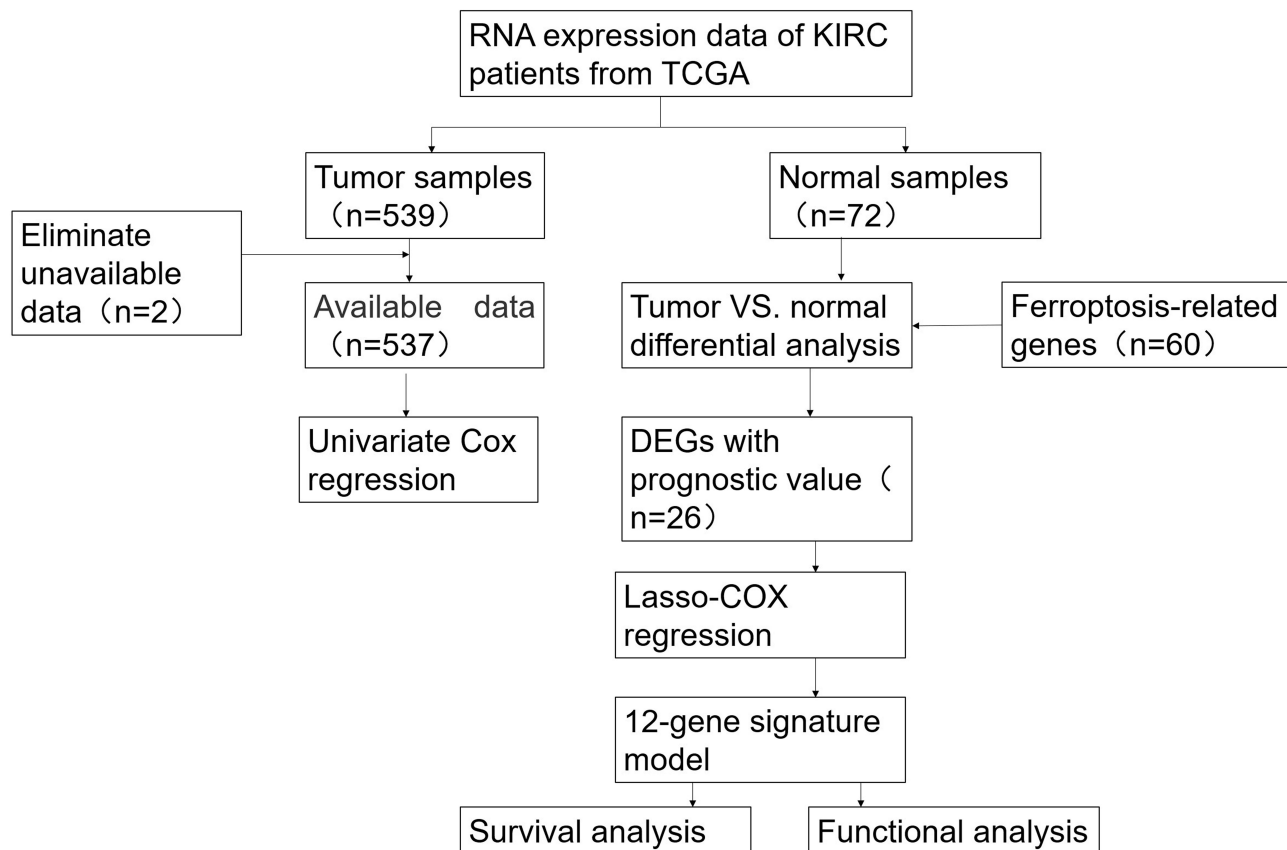 RNA expression data of KIRC
patients from TCGA
Tumor samples
（n=539）
Normal samples
（n=72）
Eliminate
unavailable
data（n=2）
Available data
（n=537）
Tumor VS. normal
differential analysis
Ferroptosis-related
genes（n=60）
Univariate Cox
regression
DEGs with
prognostic value（
n=26）
Lasso-COX
regression
12-gene signature
model
Survival analysis
Functional analysis